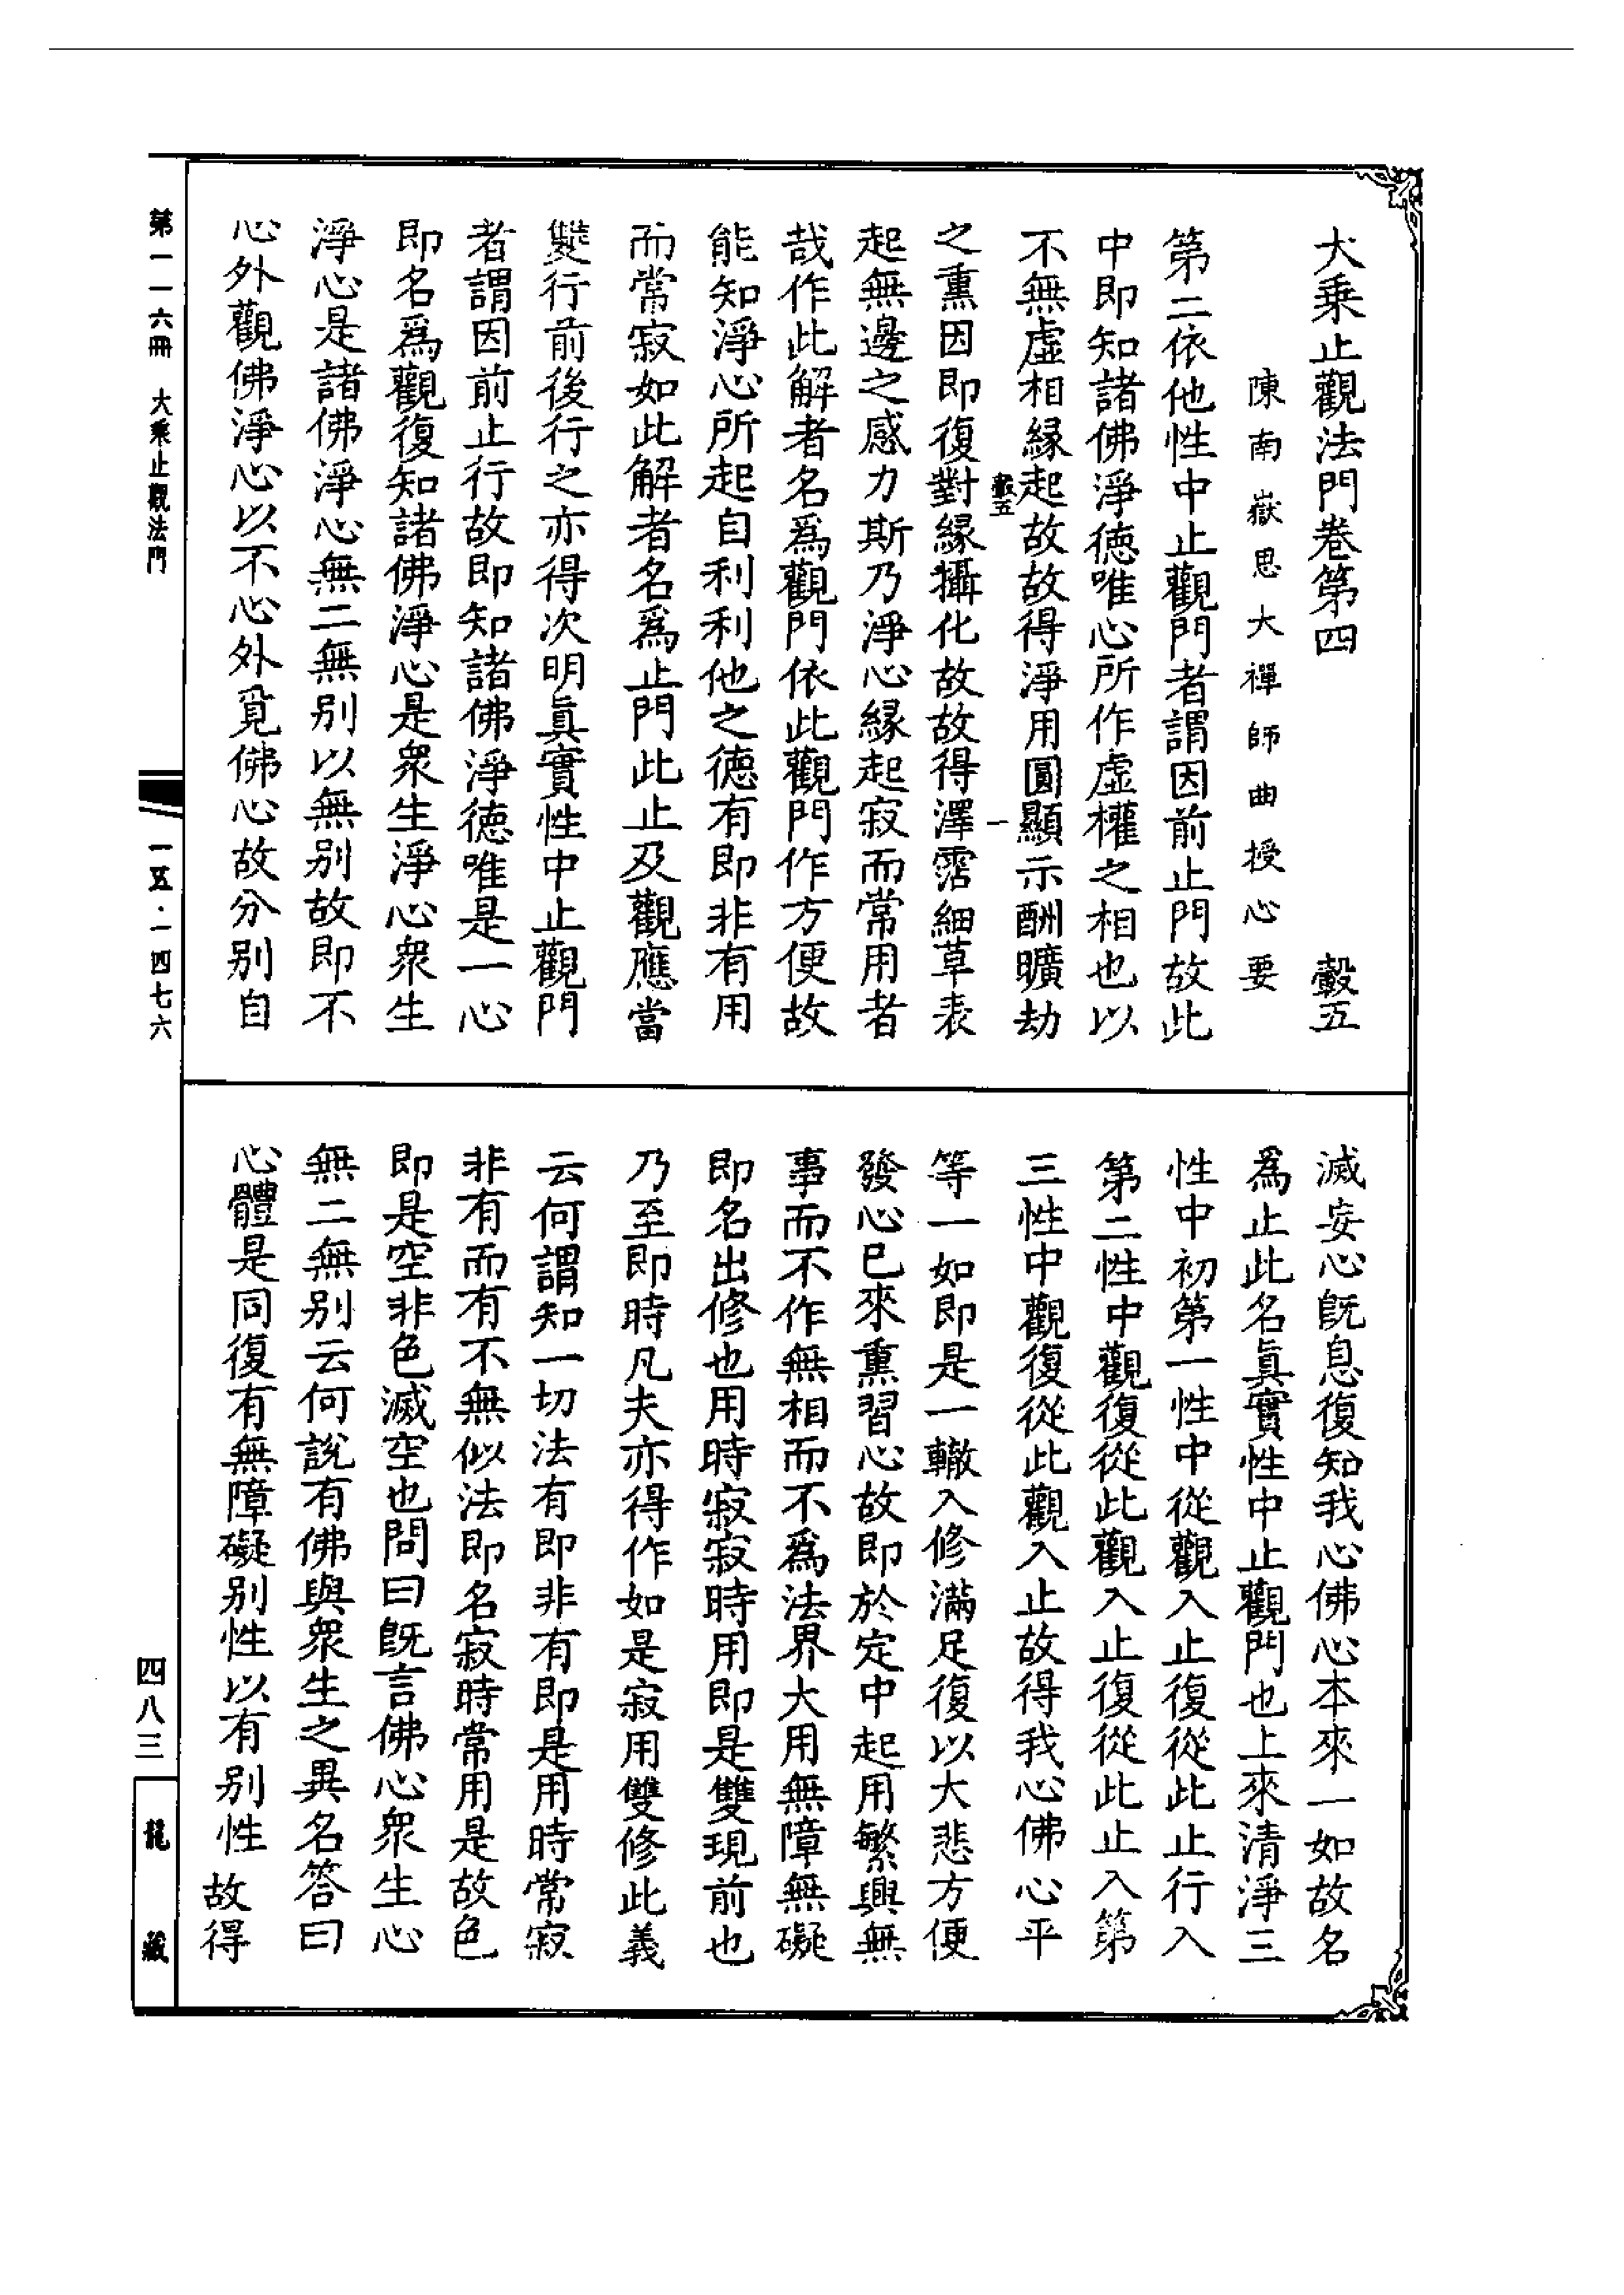 大乘止觀法門卷第四 轂五
陳南嶽思大禪師曲授心要
第二依他性中止觀門者謂因前止門故此
中即知諸佛淨德唯心所作虛權之相也以
不無虛相緣起故故得淨用圓顯示酬曠劫
轂五 一
之熏因即復對緣攝化故故得澤霑細草表
起無邊之感力斯乃淨心緣起寂而常用者
哉作此解者名爲觀門依此觀門作方便故
能知淨心所起自利利他之德有即非有用
而常寂如此解者名爲止門此止及觀應當
雙行前後行之亦得次明眞實性中止觀門
者謂因前止行故即知諸佛淨德唯是一心
即名爲觀復知諸佛淨心是衆生淨心衆生
淨心是諸佛淨心無二無別以無別故即不
心外觀佛淨心以不心外覓佛心故分別自
滅妄心旣息復知我心佛心本來一如故名
爲止此名眞實性中止觀門也上來清淨三
性中初第一性中從觀入止復從此止行入
第二性中觀復從此觀入止復從此止入第
三性中觀復從此觀入止故得我心佛心平
等一如即是一轍入修滿足復以大悲方便
發心已來熏習心故即於定中起用繁興無
事而不作無相而不爲法界大用無障無礙
即名出修也用時寂寂時用即是雙現前也
乃至即時凡夫亦得作如是寂用雙修此義
云何謂知一切法有即非有即是用時常寂
非有而有不無似法即名寂時常用是故色
即是空非色滅空也問曰旣言佛心衆生心
無二無別云何說有佛與衆生之異名答曰
心體是同復有無障礙別性以有別性故得
第一一六冊 大乘止觀法門
一五·一四七六
四八三
龍藏